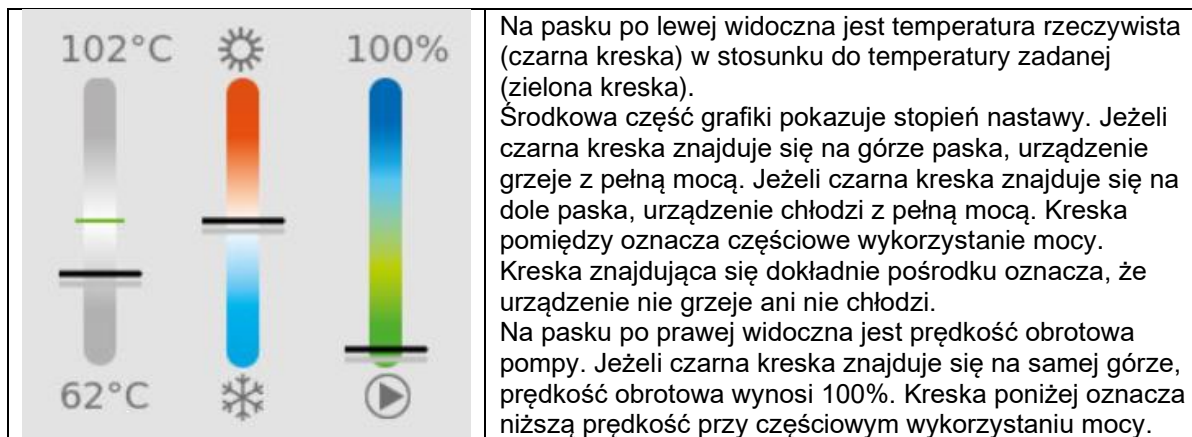 102°C
100%
62°C
Na pasku po lewej widoczna jest temperatura rzeczywista
(czarna kreska) w stosunku do temperatury zadanej
(zielona kreska).
Środkowa część grafiki pokazuje stopień nastawy. Jeżeli
czarna kreska znajduje się na górze paska, urządzenie
grzeje z pełną mocą. Jeżeli czarna kreska znajduje się na
dole paska, urządzenie chłodzi z pełną mocą. Kreska
pomiędzy oznacza częściowe wykorzystanie mocy.
Kreska znajdująca się dokładnie pośrodku oznacza, że
urządzenie nie grzeje ani nie chłodzi.
Na pasku po prawej widoczna jest prędkość obrotowa
pompy. Jeżeli czarna kreska znajduje się na samej górze,
prędkość obrotowa wynosi 100%. Kreska poniżej oznacza
niższą prędkość przy częściowym wykorzystaniu mocy.